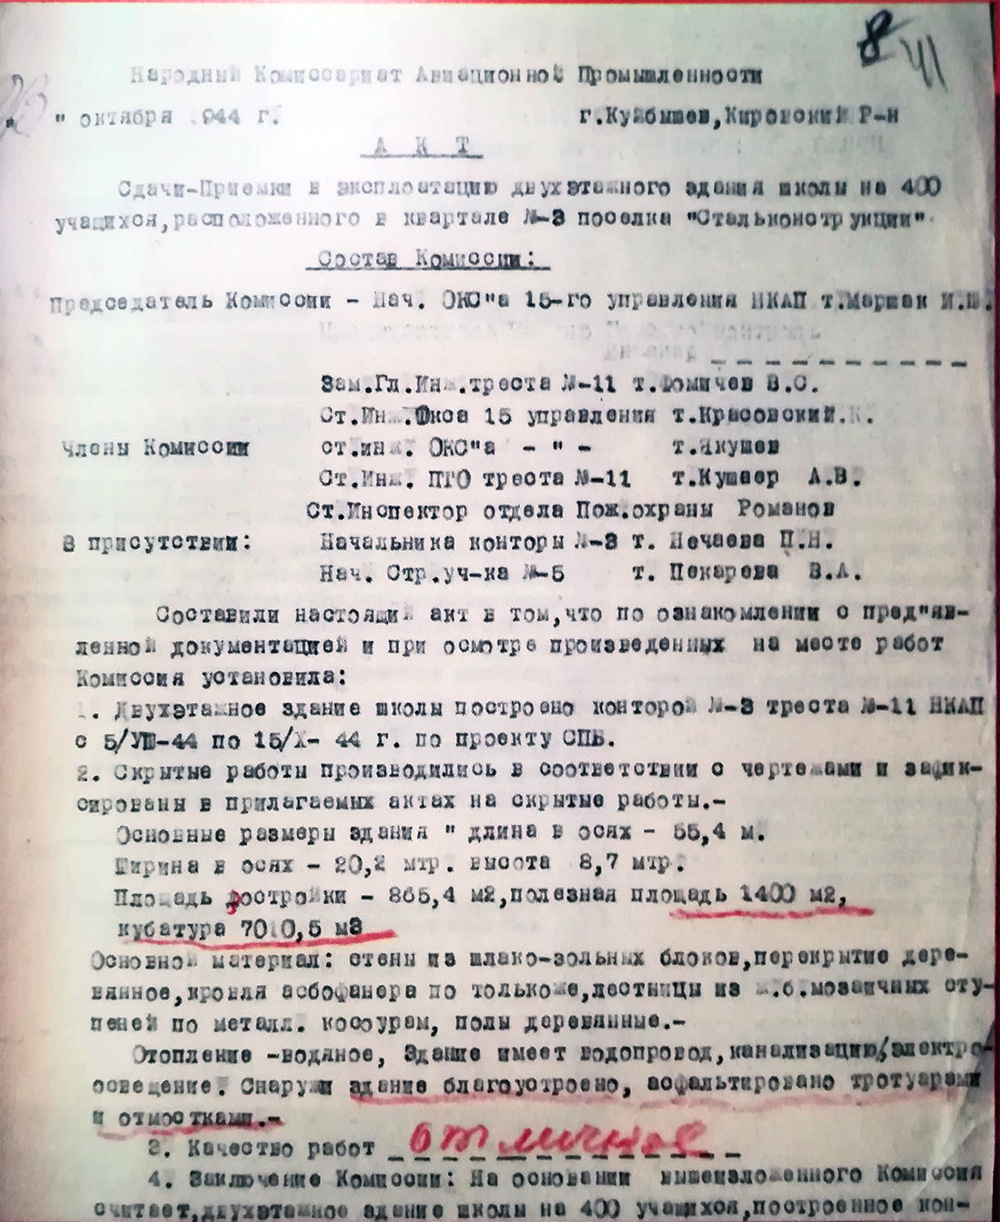 8 41
Народный Комиссариат Авиационной Промышленности
" октября 944 г. г.Куйбышев,Кировский Р-н
А К Т
Сдачи-Приемки в эксплоатацию двухэтажного здания школы на 400
учащихся,расположенного в квартале №-3 поселка "Стальконструкции".
Состав Комиссии:
Председатель Комиссии - Нач. ОКС"а 15-го управления НКАП т.Маршак И.
Зам.Гл.Инж.треста №-11 т.Фомичев В.С.
Ст.Инж.Окса 15 управления т.Красовский.К.
Члены Комиссии ст.инж. ОКС"а - " - т.Якушев
Ст.Инж. ПТО треста №-11 т.Кушнер А.В.
Ст.Инспектор отдела Пож.охраны Романов
В присутствии: Начальника конторы №-3 т. Нечаева П.Н.
Нач. Стр.уч-ка №-5 т. Пекарева В.А.
Составили настоящий акт в том,что по ознакомлении с пред"яв-
ленной документацией и при осмотре произведенных на месте работ
Комиссия установила:
1. Двухэтажное здание школы построено конторой №-3 треста №-11 НКАП
с 5/УШ-44 по 15/Х- 44 г. по проекту СПБ.
2. Скрытые работы производились в соответствии с чертежами и зафик-
сированы в прилагаемых актах на скрытые работы.-
Основные размеры здания " длина в осях - 55,4 м.
Ширина в осях - 20,2 мтр. высота 8,7 мтр.
Площадь достройки - 865,4 м2,полезная площадь 1400 м2,
кубатура 7010,5 м3
Основной материал: стены из шлако-зольных блоков,перекрытие дере-
вянное,кровля асбофанера по толькоже,лестницы из ж.б.мозаичных сту-
пеней по металл. косоурам, полы деревянные.-
Отопление -водяное, Здание имеет водопровод,канализацию,электро-
освещение. Снаружи здание благоустроено, асфальтировано тротуарами
и отмостками.-
3. Качество работ отличное
4. Заключение Комиссии: На основании вышеизложенного Комиссия
считает,двухэтажное здание школы на 400 учащихся,построенное кон-